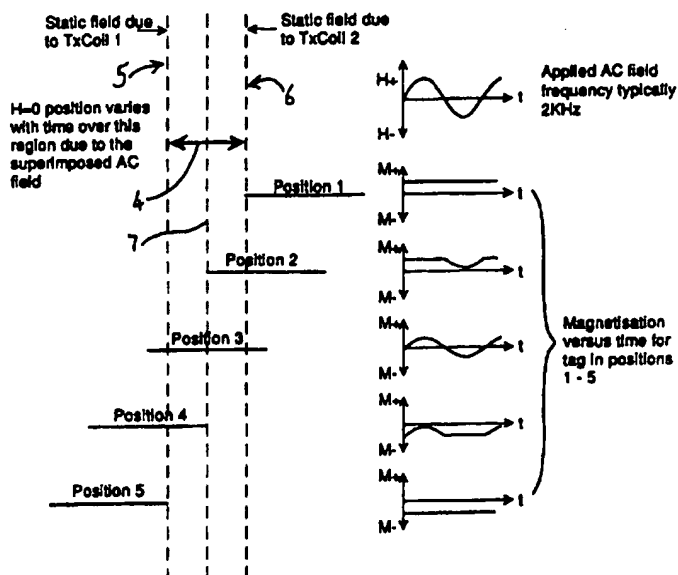 Static field due
to TxCoil 1
Static field due
to TxCoil 2
5
6
H=0 position varies
with time over this
region due to the
superimposed AC
field
4
7
H+
H-
t
Applied AC field
frequency typically
2KHz
Position 1
M+
M-
t
Position 2
M+
M-
t
Position 3
M+
M-
t
Position 4
M+
M-
t
Position 5
M+
M-
t
Magnetisation
versus time for
tag in positions
1 - 5